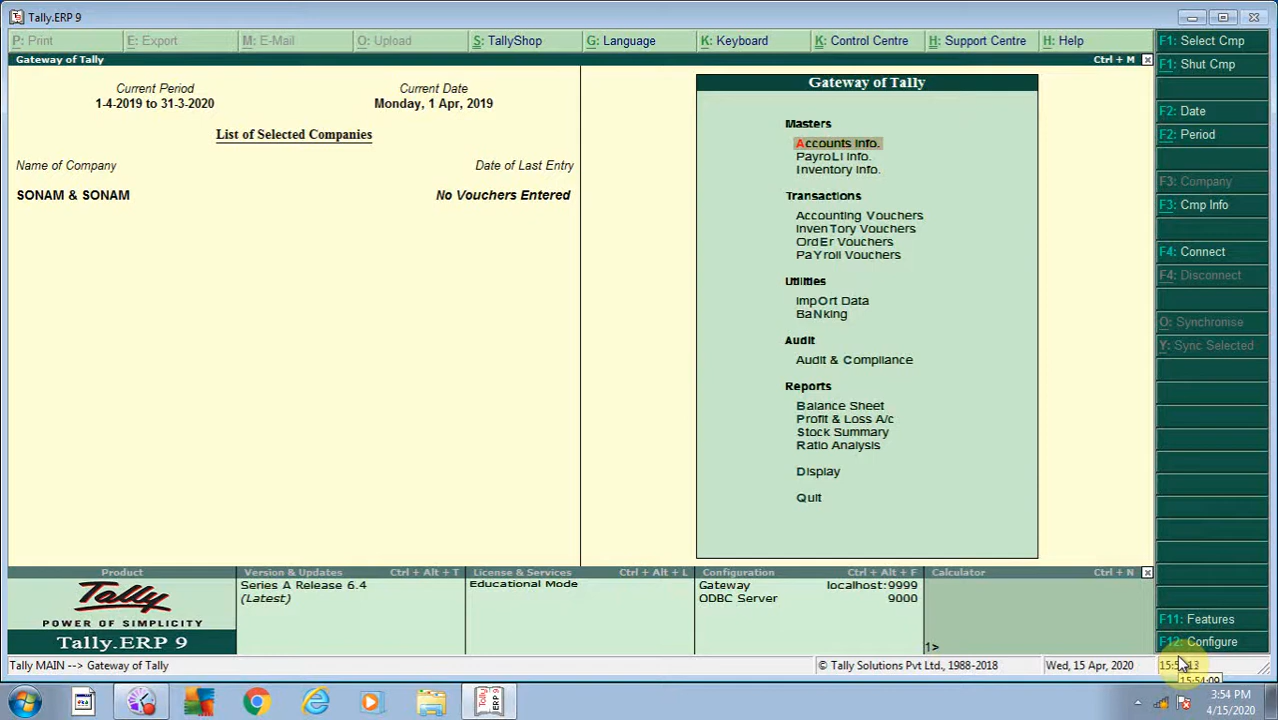 Tally.ERP 9
P: Print
E: Export
M: E-Mail
O: Upload
S: TallyShop
G: Language
K: Keyboard
K: Control Centre
H: Support Centre
H: Help
Gateway of Tally
Ctrl + M
Current Period
1-4-2019 to 31-3-2020
Current Date
Monday, 1 Apr, 2019
List of Selected Companies
Name of Company
Date of Last Entry
SONAM & SONAM
No Vouchers Entered
Gateway of Tally
Masters
Accounts Info.
PayroLl Info.
Inventory Info.
Transactions
Accounting Vouchers
InvenTory Vouchers
OrdEr Vouchers
PaYroll Vouchers
Utilities
ImpOrt Data
BaNking
Audit
Audit & Compliance
Reports
Balance Sheet
Profit & Loss A/c
Stock Summary
Ratio Analysis
Display
Quit
F1: Select Cmp
F1: Shut Cmp
F2: Date
F2: Period
F3: Company
F3: Cmp Info
F4: Connect
F4: Disconnect
O: Synchronise
Y: Sync Selected
F11: Features
F12: Configure
Product
Tally
POWER OF SIMPLICITY
Tally.ERP 9
Version & Updates
Ctrl + Alt + T
Series A Release 6.4
(Latest)
License & Services
Ctrl + Alt + L
Educational Mode
Configuration
Ctrl + Alt + F
Gateway
localhost:9999
ODBC Server
9000
Calculator
Ctrl + N
1>
Tally MAIN --> Gateway of Tally
© Tally Solutions Pvt Ltd., 1988-2018
Wed, 15 Apr, 2020
15:54:09
3:54 PM
4/15/2020